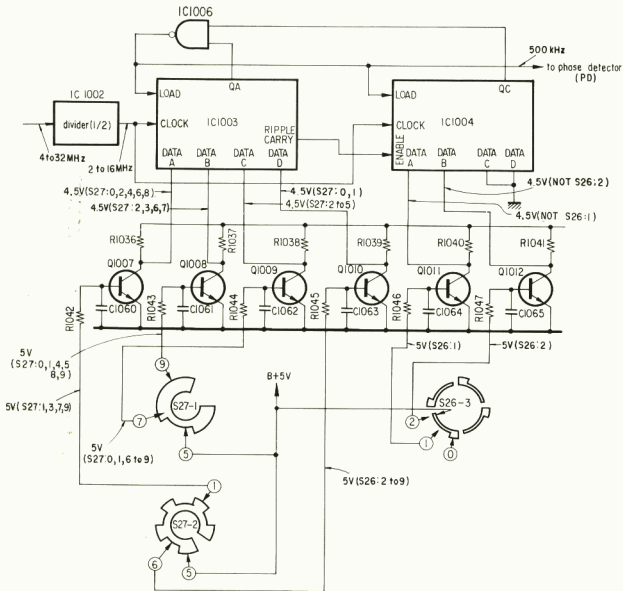 IC1006
500 kHz
to phase detector
(PD)
QA
QC
LOAD
LOAD
IC 1002
IC1003
IC1004
divider(1/2)
CLOCK
CLOCK
RIPPLE
CARRY
ENABLE
4 to 32MHz
2 to 16MHz
DATA
A
DATA
B
DATA
C
DATA
D
DATA
A
DATA
B
DATA
C
DATA
D
4.5V(S27:0,2,4,6,8)
4.5V(S27:0,1)
4.5V(NOT S26:2)
4.5V(S27:2,3,6,7)
4.5V(S27:2 to 5)
4.5V(NOT S26:1)
R1036
R1037
R1038
R1039
R1040
R1041
Q1007
Q1008
Q1009
Q1010
Q1011
Q1012
R1042
C1060
R1043
C1061
R1044
C1062
R1045
C1063
R1046
C1064
R1047
C1065
5V
(S27:0,1,4,5
8,9)
5V(S26:1)
5V(S26:2)
5V(S27:1,3,7,9)
9
B+5V
S27-1
S26-3
7
2
5V
(S27:0,1,6 to 9)
5
1
0
5V(S26:2 to 9)
1
S27-2
6
5